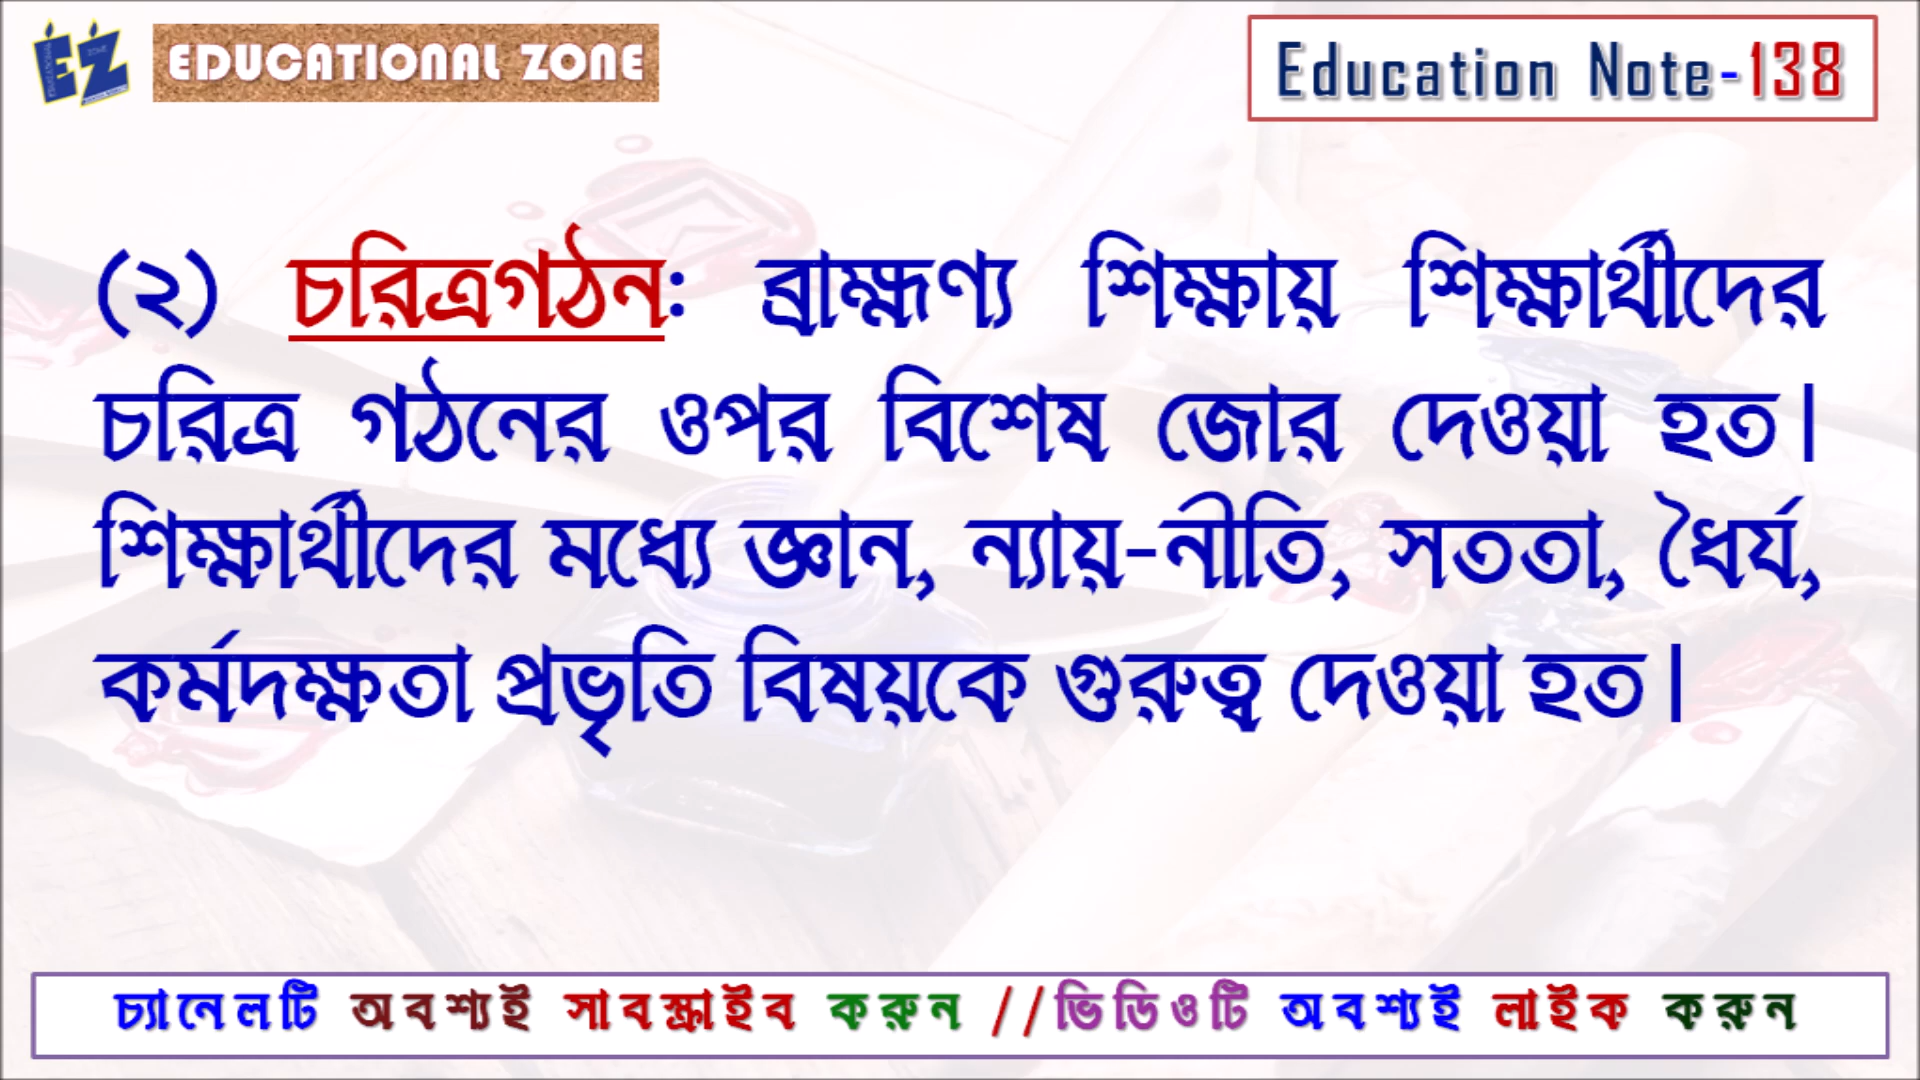 EZ EDUCATIONAL ZONE
Education Note-138
(২) চরিত্রগঠনঃ ব্রাহ্মণ্য শিক্ষায় শিক্ষার্থীদের
চরিত্র গঠনের ওপর বিশেষ জোর দেওয়া হত।
শিক্ষার্থীদের মধ্যে জ্ঞান, ন্যায়-নীতি, সততা, ধৈর্য,
কর্মদক্ষতা প্রভৃতি বিষয়কে গুরুত্ব দেওয়া হত।
চ্যানেলটি অবশ্যই সাবস্ক্রাইব করুন //ভিডিওটি অবশ্যই লাইক করুন